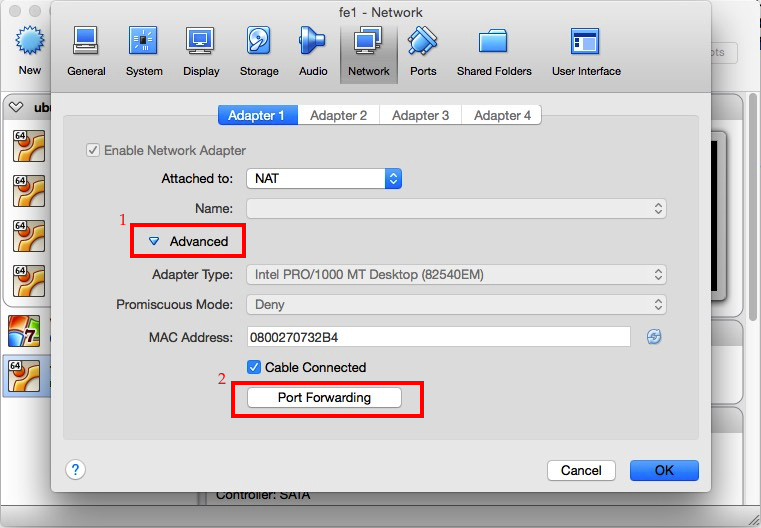 fe1 - Network
New
General
System
Display
Storage
Audio
Network
Ports
Shared Folders
User Interface
ots
ubu
Adapter 1
Adapter 2
Adapter 3
Adapter 4
Enable Network Adapter
Attached to: NAT
Name:
1
Advanced
Adapter Type: Intel PRO/1000 MT Desktop (82540EM)
Promiscuous Mode: Deny
MAC Address: 0800270732B4
Cable Connected
2
Port Forwarding
64
64
64
64
7
64
?
Cancel
OK
Controller: SATA